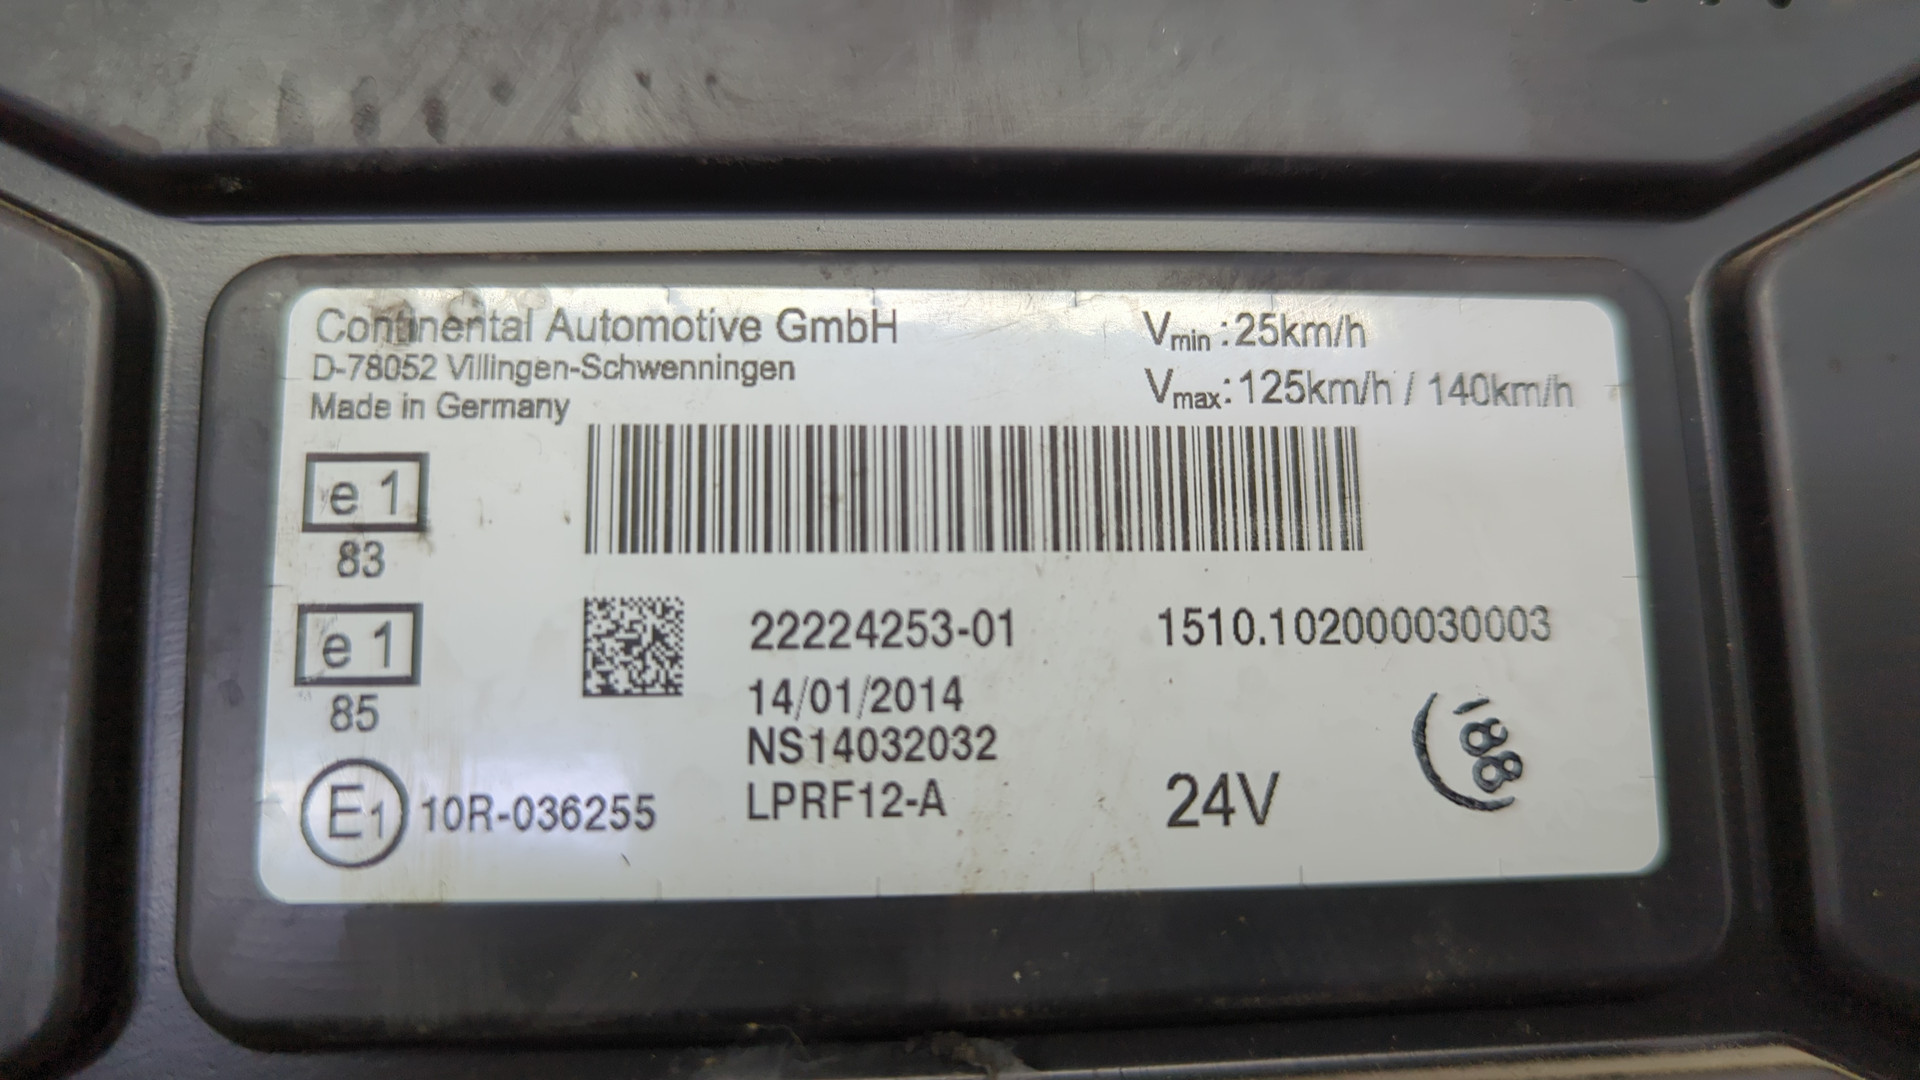 Continental Automotive GmbH
D-78052 Villingen-Schwenningen
Made in Germany
Vmin :25km/h
Vmax: 125km/h / 140km/h
e 1
83
e 1
85
E1 10R-036255
22224253-01
14/01/2014
NS14032032
LPRF12-A
1510.102000030003
24V
188